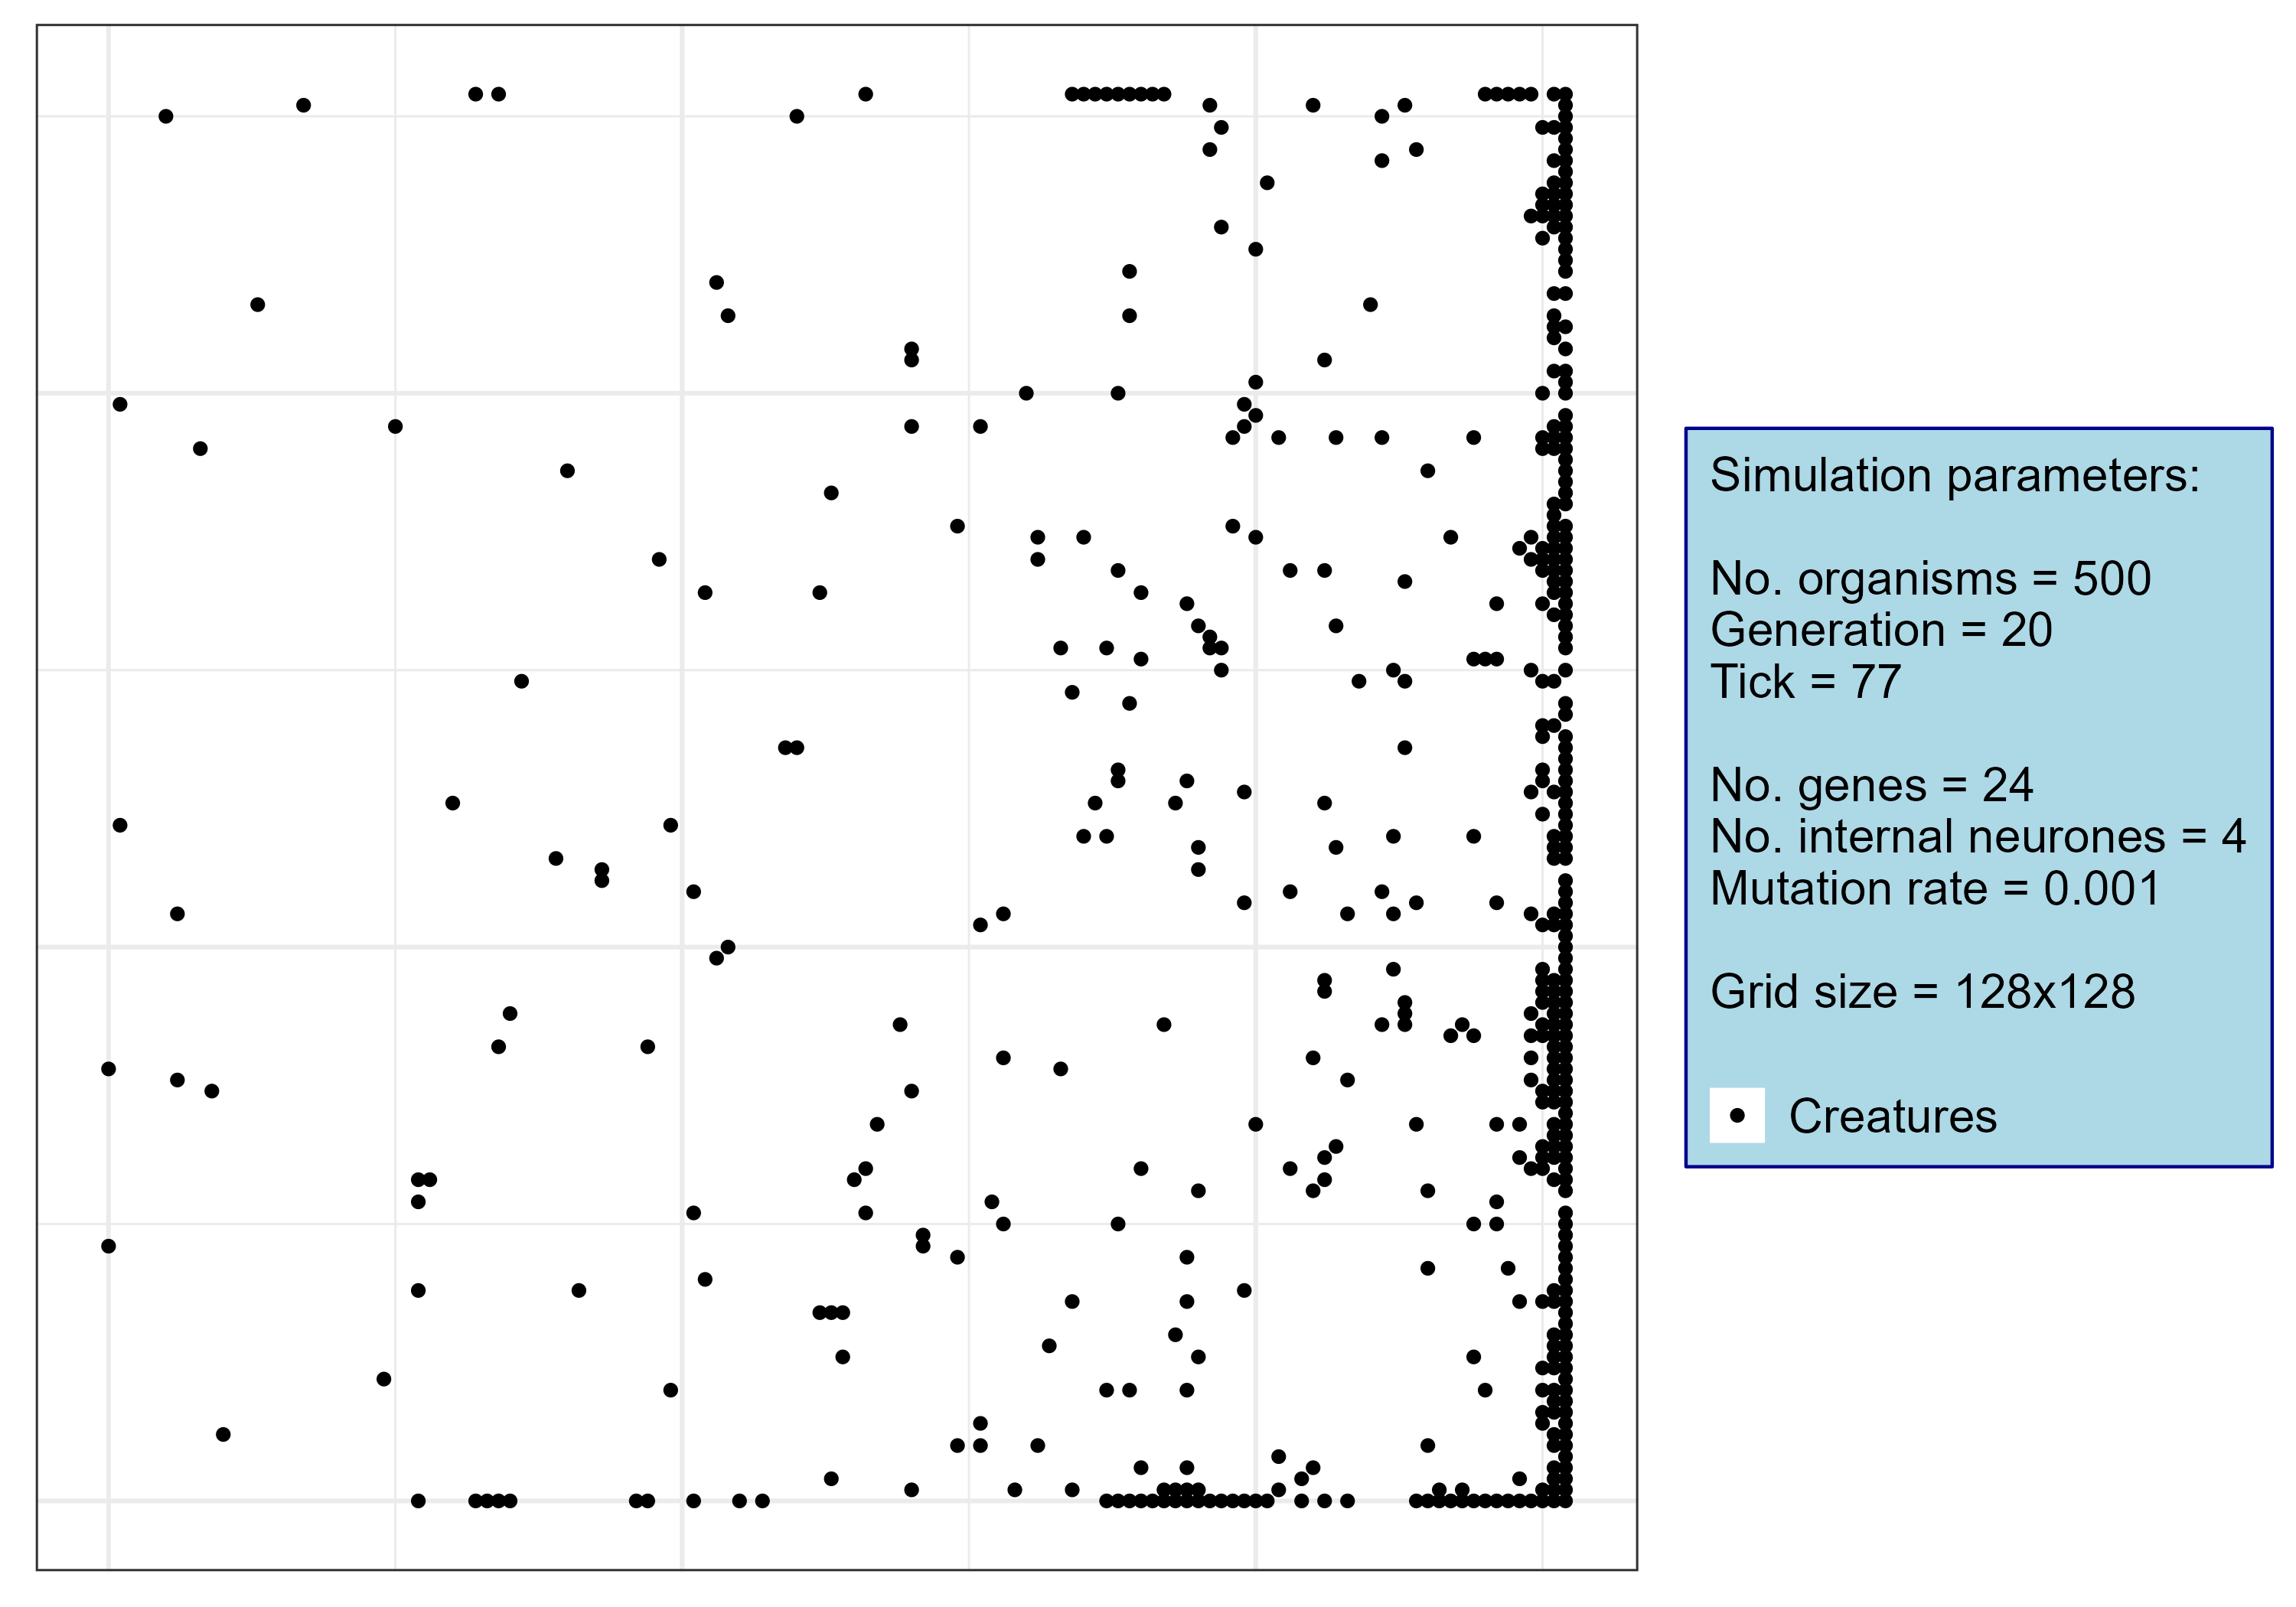 Simulation parameters:
No. organisms = 500
Generation = 20
Tick = 77
No. genes = 24
No. internal neurones = 4
Mutation rate = 0.001
Grid size = 128x128
Creatures